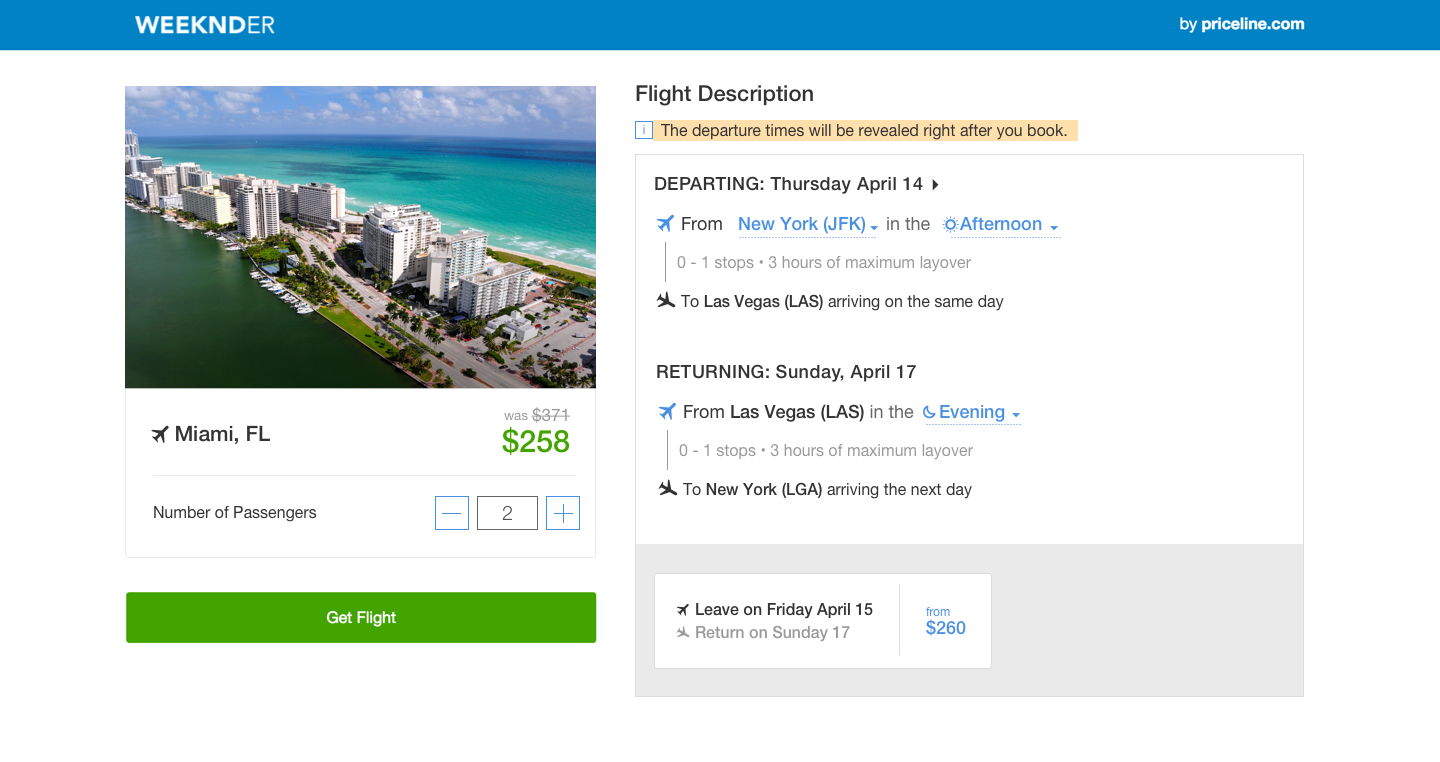 WEEKNDER
by priceline.com
Miami, FL
was $371
$258
Number of Passengers
2
Get Flight
Flight Description
i The departure times will be revealed right after you book.
DEPARTING: Thursday April 14
From New York (JFK) in the Afternoon
0 - 1 stops • 3 hours of maximum layover
To Las Vegas (LAS) arriving on the same day
RETURNING: Sunday, April 17
From Las Vegas (LAS) in the Evening
0 - 1 stops • 3 hours of maximum layover
To New York (LGA) arriving the next day
Leave on Friday April 15
Return on Sunday 17
from
$260